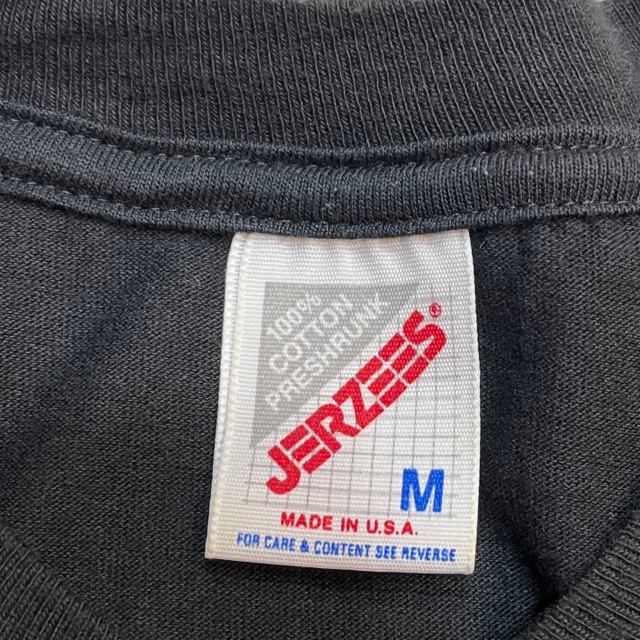 100%
COTTON
PRESHRUNK
JERZEES®
M
MADE IN U.S.A.
FOR CARE & CONTENT SEE REVERSE